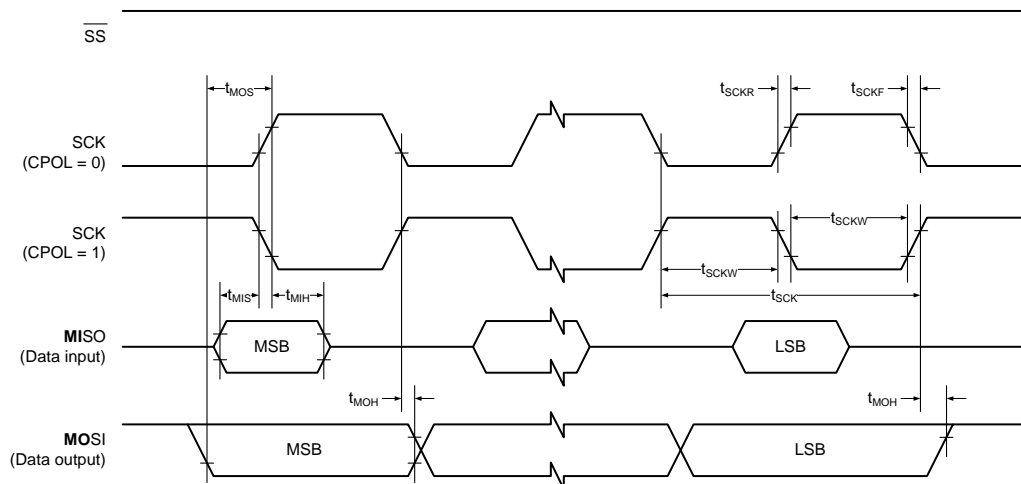 SS
tMOS
tSCKR
tSCKF
SCK
(CPOL = 0)
SCK
(CPOL = 1)
tSCKW
tSCKW
tSCK
tMIS
tMIH
MISO
(Data input)
MSB
LSB
tMOH
tMOH
MOSI
(Data output)
MSB
LSB